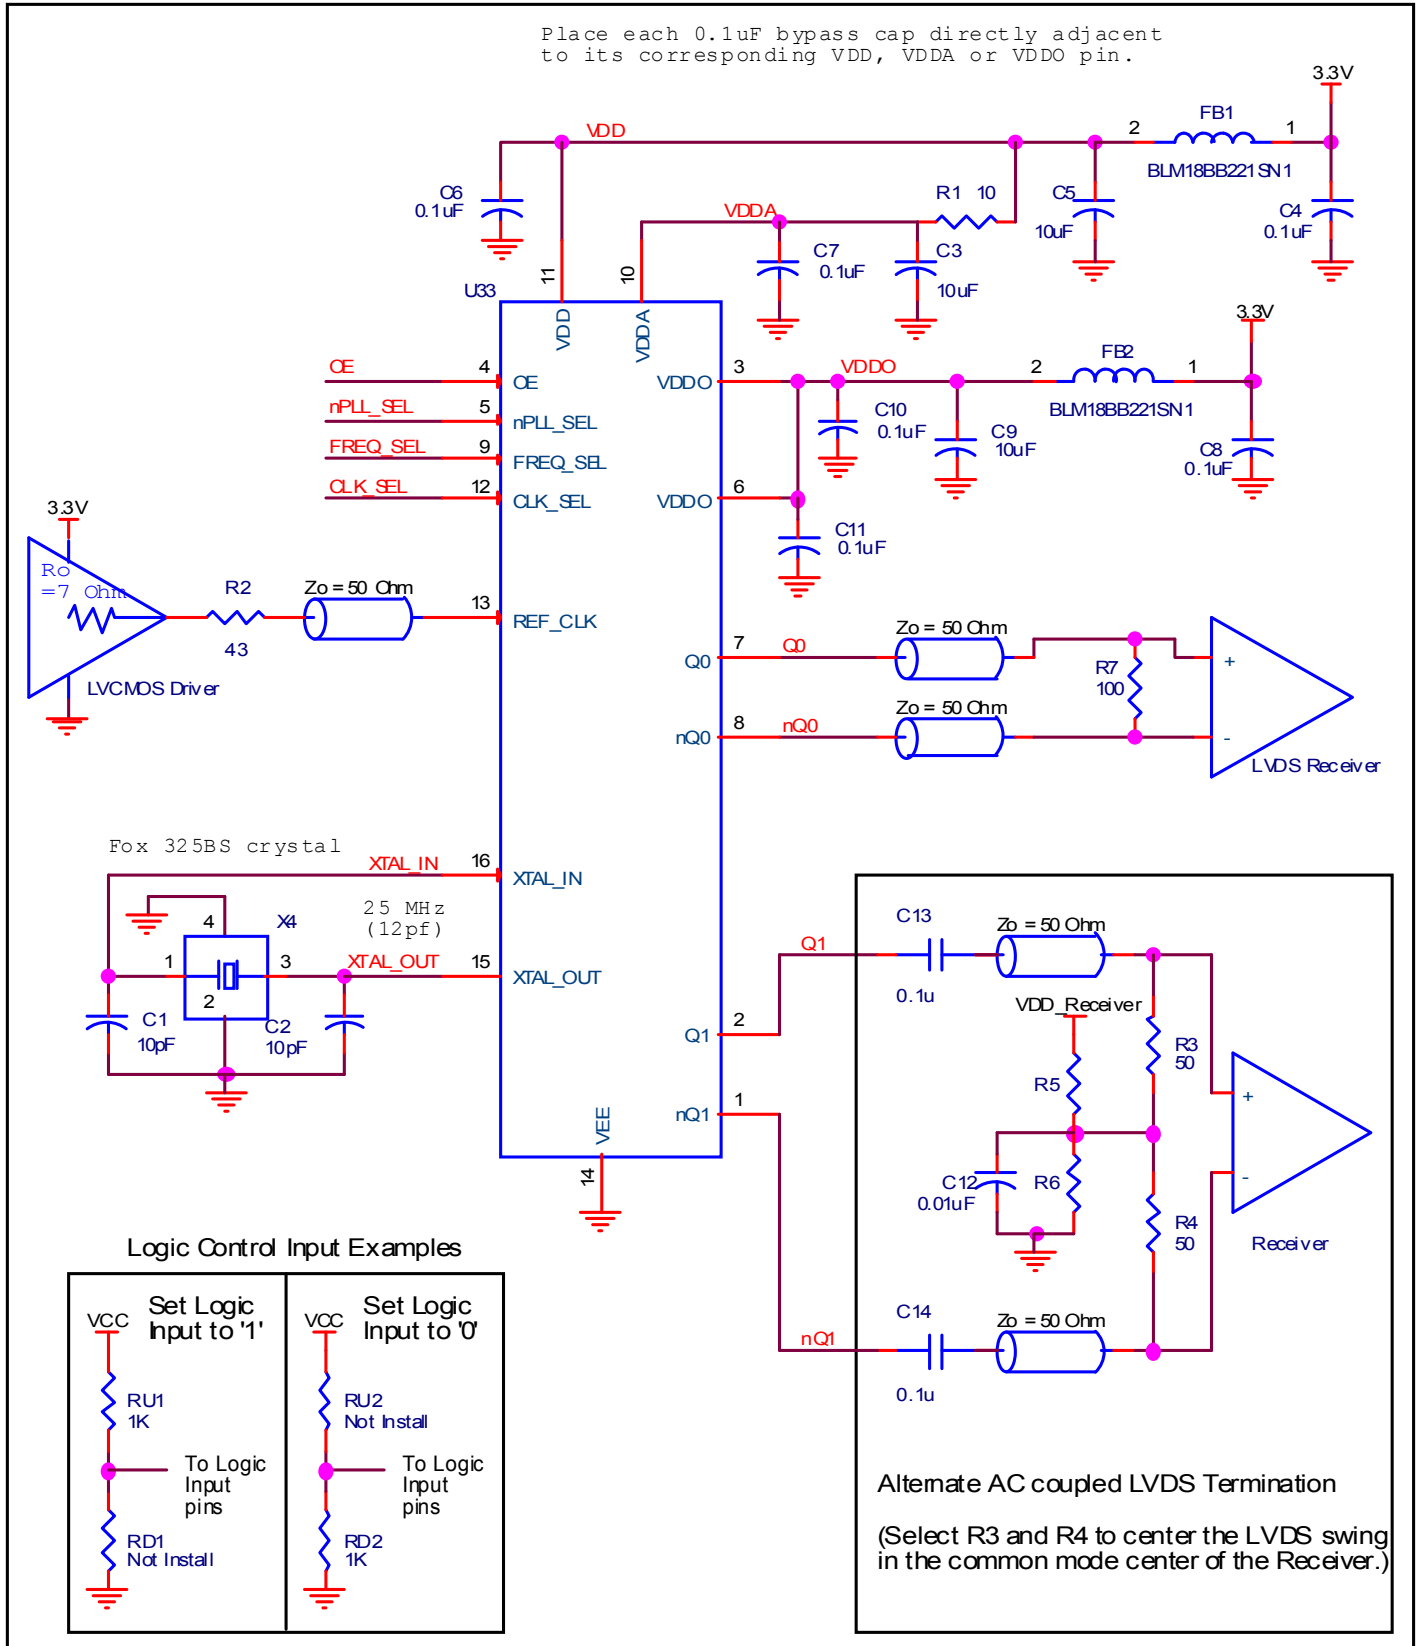 Place each 0.1uF bypass cap directly adjacent
to its corresponding VDD, VDDA or VDDO pin.
3.3V
VDD
2
FB1
1
BLM18BB221SN1
C6
0.1uF
VDDA
R1 10
C5
10uF
C4
0.1uF
C7
0.1uF
C3
10uF
11
10
U33
VDD
VDDA
3.3V
OE
4
OE
VDDO
3
VDDO
2
FB2
1
BLM18BB221SN1
nPLL_SEL
5
nPLL_SEL
C10
0.1uF
C9
10uF
C8
0.1uF
FREQ_SEL
9
FREQ_SEL
CLK_SEL
12
CLK_SEL
VDDO
6
C11
0.1uF
3.3V
Ro
=7 Ohm
R2
43
Zo = 50 Ohm
13
REF_CLK
LVCMOS Driver
Q0
7
Q0
Zo = 50 Ohm
R7
100
+
-
nQ0
8
nQ0
Zo = 50 Ohm
LVDS Receiver
Fox 325BS crystal
XTAL_IN
16
XTAL_IN
25 MHz
(12pf)
4
X4
1
3
2
XTAL_OUT
15
XTAL_OUT
C1
10pF
C2
10pF
Q1
2
Q1
C13
0.1u
Zo = 50 Ohm
VDD_Receiver
R3
50
R5
nQ1
1
+
-
C12
0.01uF
R6
R4
50
Receiver
VEE
14
nQ1
C14
0.1u
Zo = 50 Ohm
Logic Control Input Examples
VCC
Set Logic
Input to '1'
RU1
1K
To Logic
Input
pins
RD1
Not Install
VCC
Set Logic
Input to '0'
RU2
Not Install
To Logic
Input
pins
RD2
1K
Alternate AC coupled LVDS Termination
(Select R3 and R4 to center the LVDS swing
in the common mode center of the Receiver.)